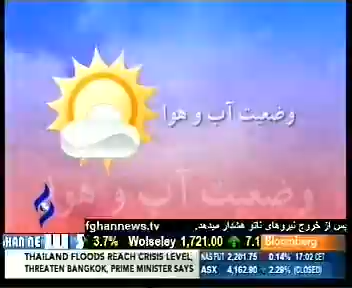 وضعیت آب و هوا
وضعیت آب و هوا
fghannews.tv
پس از خروج نیروهای ناتو هشدار میدهد.
3.7% Wolseley 1,721.00 7.1
Bloomberg
THAILAND FLOODS REACH CRISIS LEVEL,
THREATEN BANGKOK, PRIME MINISTER SAYS
NAS FUT 2,201.75 0.14% 17:02 CET
ASX 4,162.90 2.29% (CLOSED)